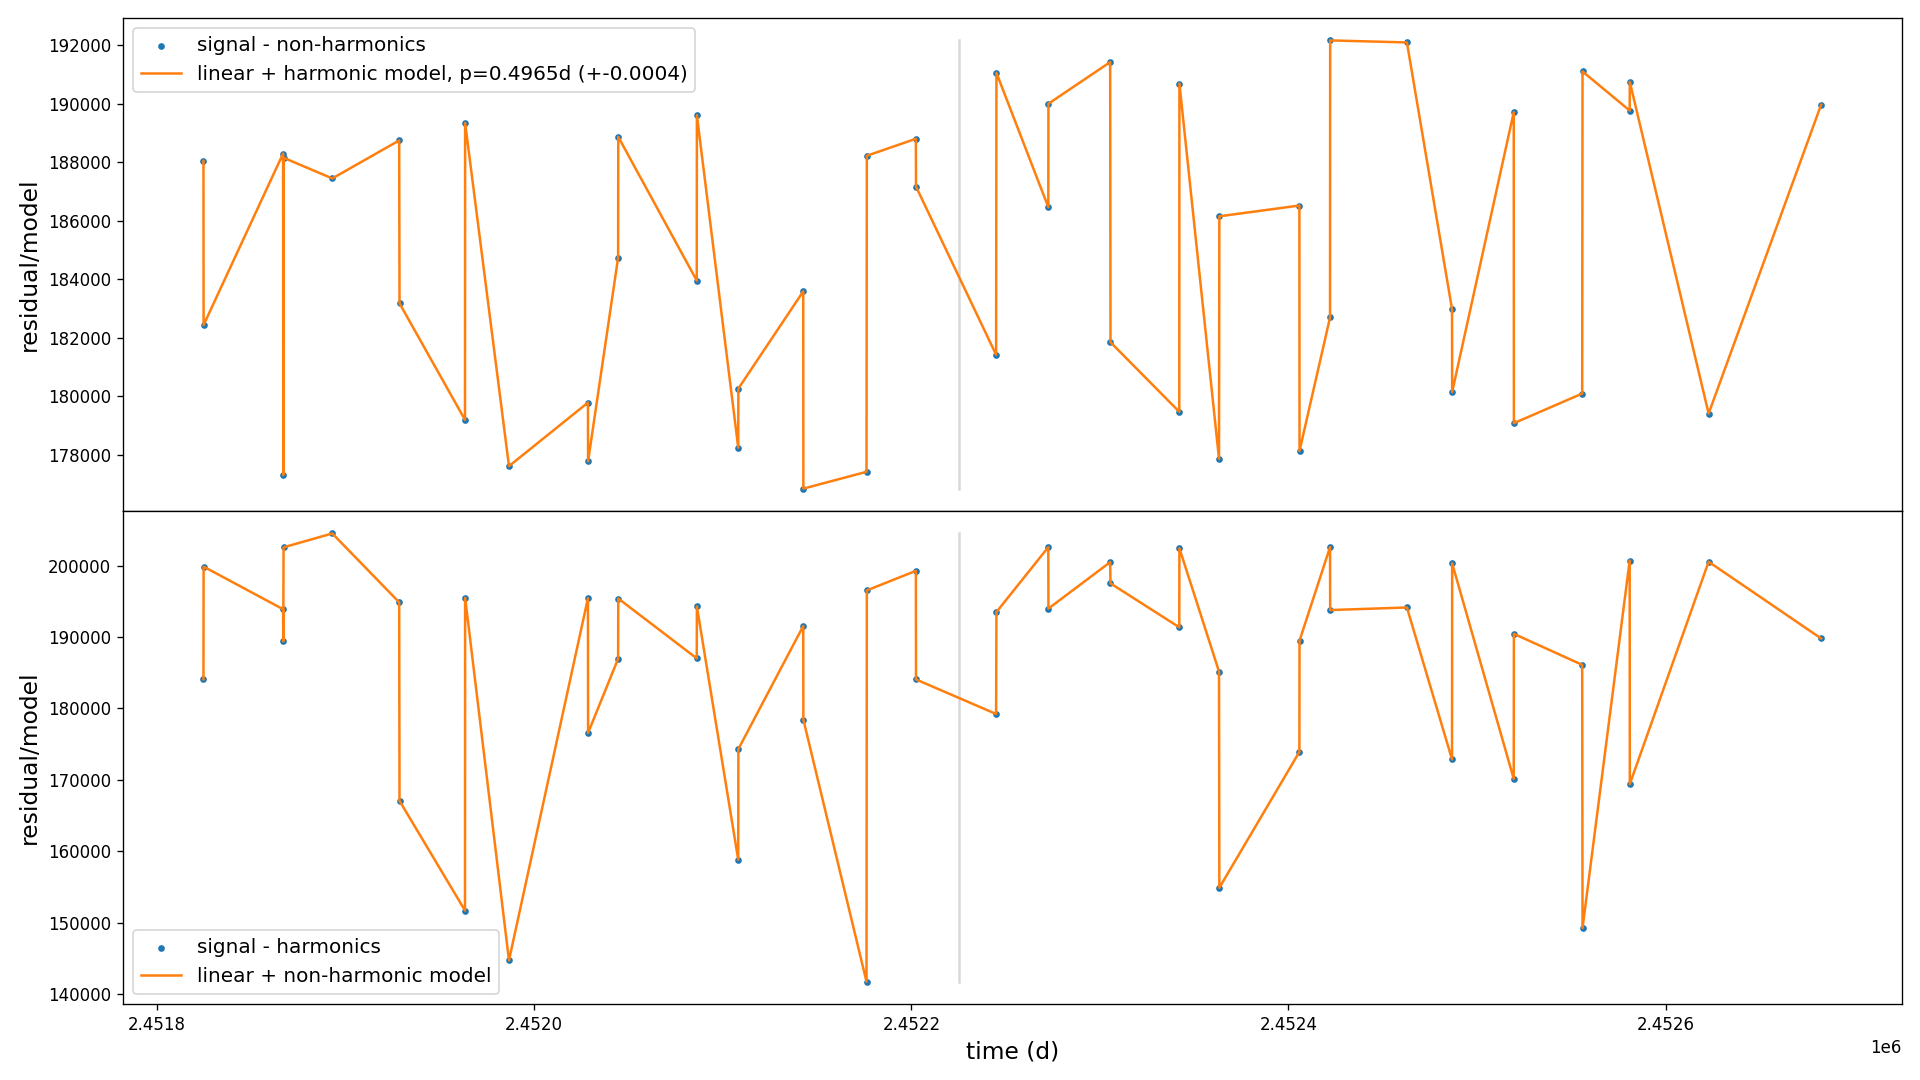 signal - non-harmonics
linear + harmonic model, p=0.4965d (+-0.0004)
192000
190000
188000
186000
184000
182000
180000
178000
residual/model
200000
190000
180000
170000
160000
150000
140000
residual/model
signal - harmonics
linear + non-harmonic model
2.4518 2.4520 2.4522 2.4524 2.4526
1e6
time (d)